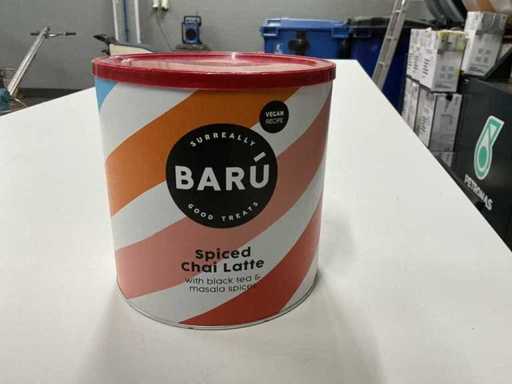 VEGAN
RECIPE
SURREALLY
BARÚ
GOOD TREATS
Spiced
Chai Latte
with black tea &
masala spices
PETRONAS